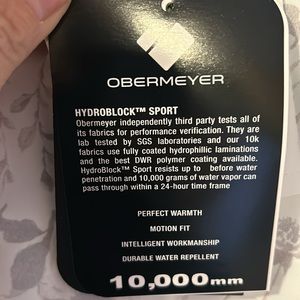 OBERMEYER
HYDROBLOCK™ SPORT
Obermeyer independently third party tests all
of its fabrics for performance verification. They are
lab tested by SGS laboratories and our 10k
fabrics use fully coated hydrophillic laminations
and the best DWR polymer coating available.
HydroBlock™ Sport resists up to before water
penetration and 10,000 grams of water vapor can
pass through within a 24-hour time frame
PERFECT WARMTH
MOTION FIT
INTELLIGENT WORKMANSHIP
DURABLE WATER REPELLENT
10,000mm